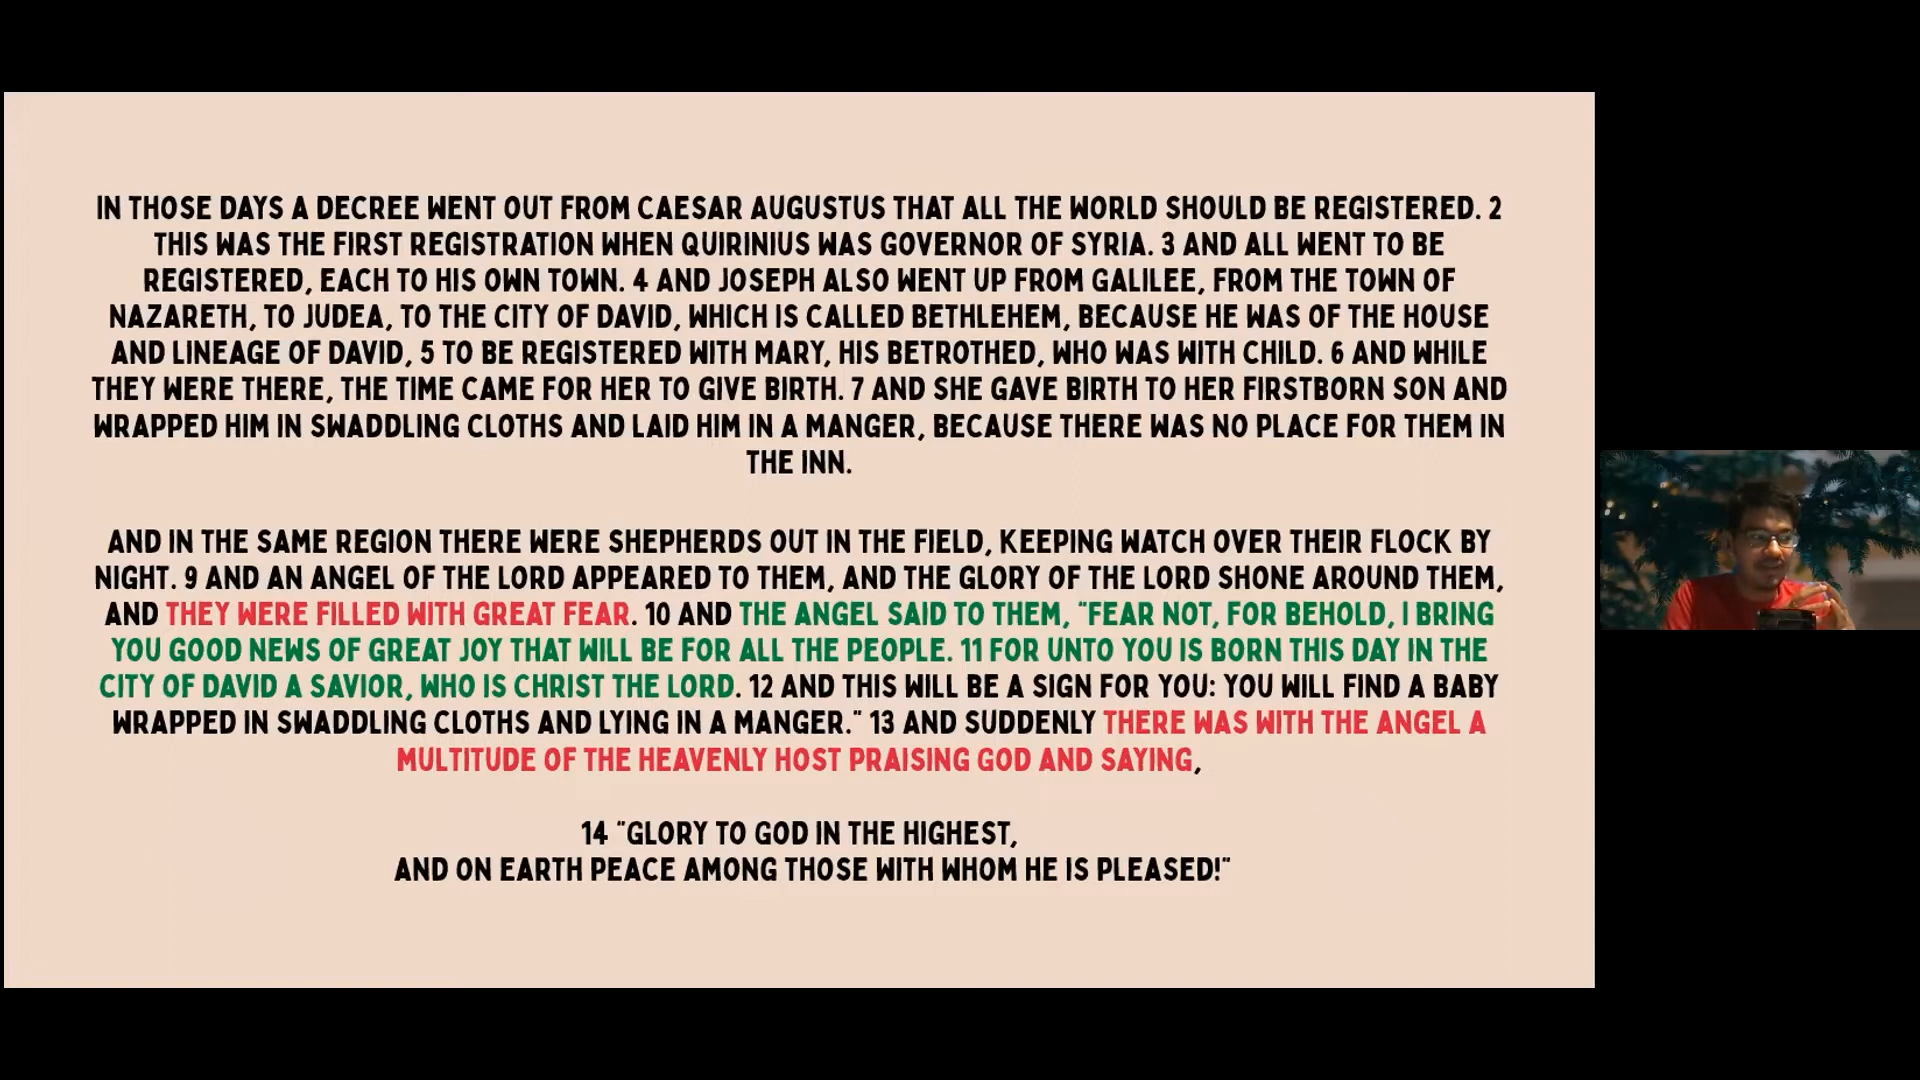 IN THOSE DAYS A DECREE WENT OUT FROM CAESAR AUGUSTUS THAT ALL THE WORLD SHOULD BE REGISTERED. 2
THIS WAS THE FIRST REGISTRATION WHEN QUIRINIUS WAS GOVERNOR OF SYRIA. 3 AND ALL WENT TO BE
REGISTERED, EACH TO HIS OWN TOWN. 4 AND JOSEPH ALSO WENT UP FROM GALILEE, FROM THE TOWN OF
NAZARETH, TO JUDEA, TO THE CITY OF DAVID, WHICH IS CALLED BETHLEHEM, BECAUSE HE WAS OF THE HOUSE
AND LINEAGE OF DAVID, 5 TO BE REGISTERED WITH MARY, HIS BETROTHED, WHO WAS WITH CHILD. 6 AND WHILE
THEY WERE THERE, THE TIME CAME FOR HER TO GIVE BIRTH. 7 AND SHE GAVE BIRTH TO HER FIRSTBORN SON AND
WRAPPED HIM IN SWADDLING CLOTHS AND LAID HIM IN A MANGER, BECAUSE THERE WAS NO PLACE FOR THEM IN
THE INN.
AND IN THE SAME REGION THERE WERE SHEPHERDS OUT IN THE FIELD, KEEPING WATCH OVER THEIR FLOCK BY
NIGHT. 9 AND AN ANGEL OF THE LORD APPEARED TO THEM, AND THE GLORY OF THE LORD SHONE AROUND THEM,
AND THEY WERE FILLED WITH GREAT FEAR. 10 AND THE ANGEL SAID TO THEM, "FEAR NOT, FOR BEHOLD, I BRING
YOU GOOD NEWS OF GREAT JOY THAT WILL BE FOR ALL THE PEOPLE. 11 FOR UNTO YOU IS BORN THIS DAY IN THE
CITY OF DAVID A SAVIOR, WHO IS CHRIST THE LORD. 12 AND THIS WILL BE A SIGN FOR YOU: YOU WILL FIND A BABY
WRAPPED IN SWADDLING CLOTHS AND LYING IN A MANGER." 13 AND SUDDENLY THERE WAS WITH THE ANGEL A
MULTITUDE OF THE HEAVENLY HOST PRAISING GOD AND SAYING,
14 "GLORY TO GOD IN THE HIGHEST,
AND ON EARTH PEACE AMONG THOSE WITH WHOM HE IS PLEASED!"